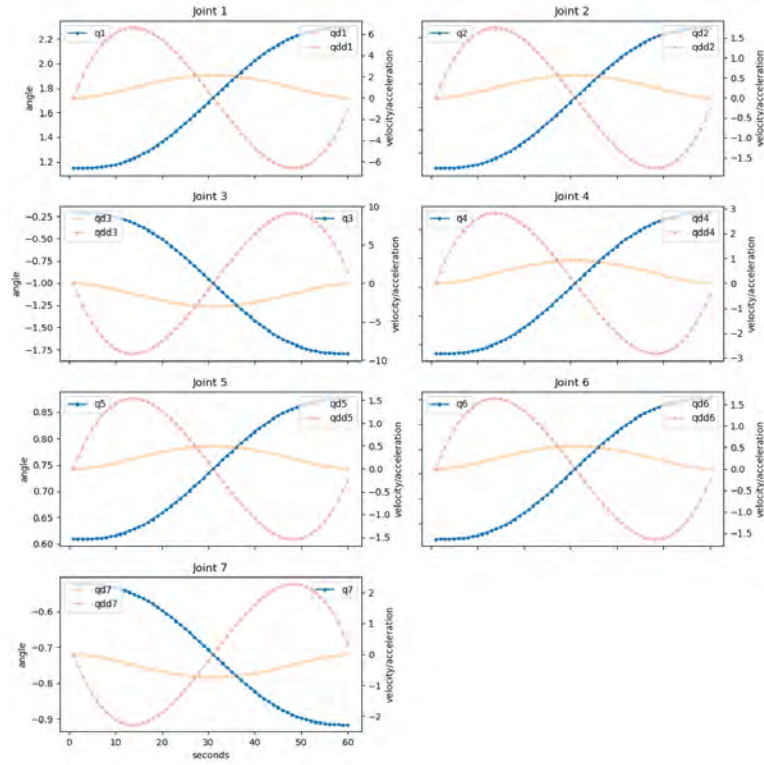 Joint 1
q1
qd1
qdd1
angle
2.2
2.0
1.8
1.6
1.4
1.2
6
4
2
0
−2
−4
−6
velocity/acceleration
Joint 2
q2
qd2
qdd2
1.5
1.0
0.5
0.0
−0.5
−1.0
−1.5
velocity/acceleration
Joint 3
qd3
qdd3
q3
angle
−0.25
−0.50
−0.75
−1.00
−1.25
−1.50
−1.75
10
5
0
−5
−10
velocity/acceleration
Joint 4
q4
qd4
qdd4
3
2
1
0
−1
−2
−3
velocity/acceleration
Joint 5
q5
qd5
qdd5
angle
0.85
0.80
0.75
0.70
0.65
0.60
1.5
1.0
0.5
0.0
−0.5
−1.0
−1.5
velocity/acceleration
Joint 6
q6
qd6
qdd6
1.5
1.0
0.5
0.0
−0.5
−1.0
−1.5
velocity/acceleration
Joint 7
qd7
qdd7
q7
angle
−0.6
−0.7
−0.8
−0.9
2
1
0
−1
−2
velocity/acceleration
0 10 20 30 40 50 60
seconds